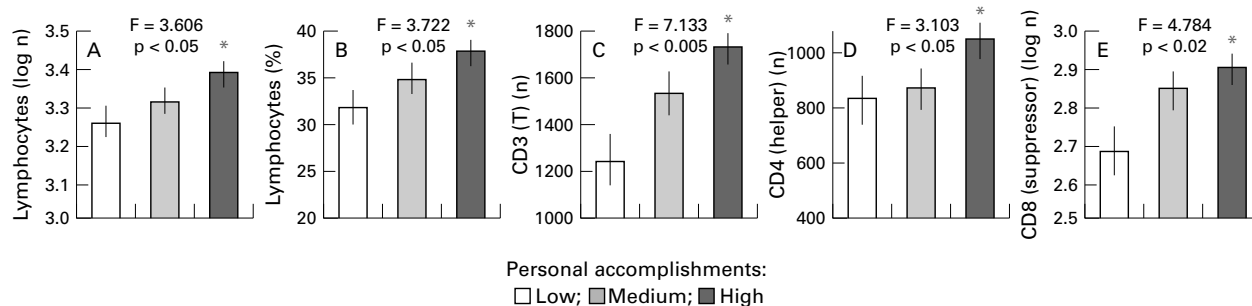 A
F = 3.606
p < 0.05
*
Lymphocytes (log n)
3.5
3.4
3.3
3.2
3.1
3.0
B
F = 3.722
p < 0.05
*
Lymphocytes (%)
40
35
30
25
20
C
F = 7.133
p < 0.005
*
CD3 (T) (n)
1800
1600
1400
1200
1000
D
F = 3.103
p < 0.05
*
CD4 (helper) (n)
1000
800
600
400
E
F = 4.784
p < 0.02
*
CD8 (suppressor) (log n)
3.0
2.9
2.8
2.7
2.6
2.5
Personal accomplishments:
Low; Medium; High